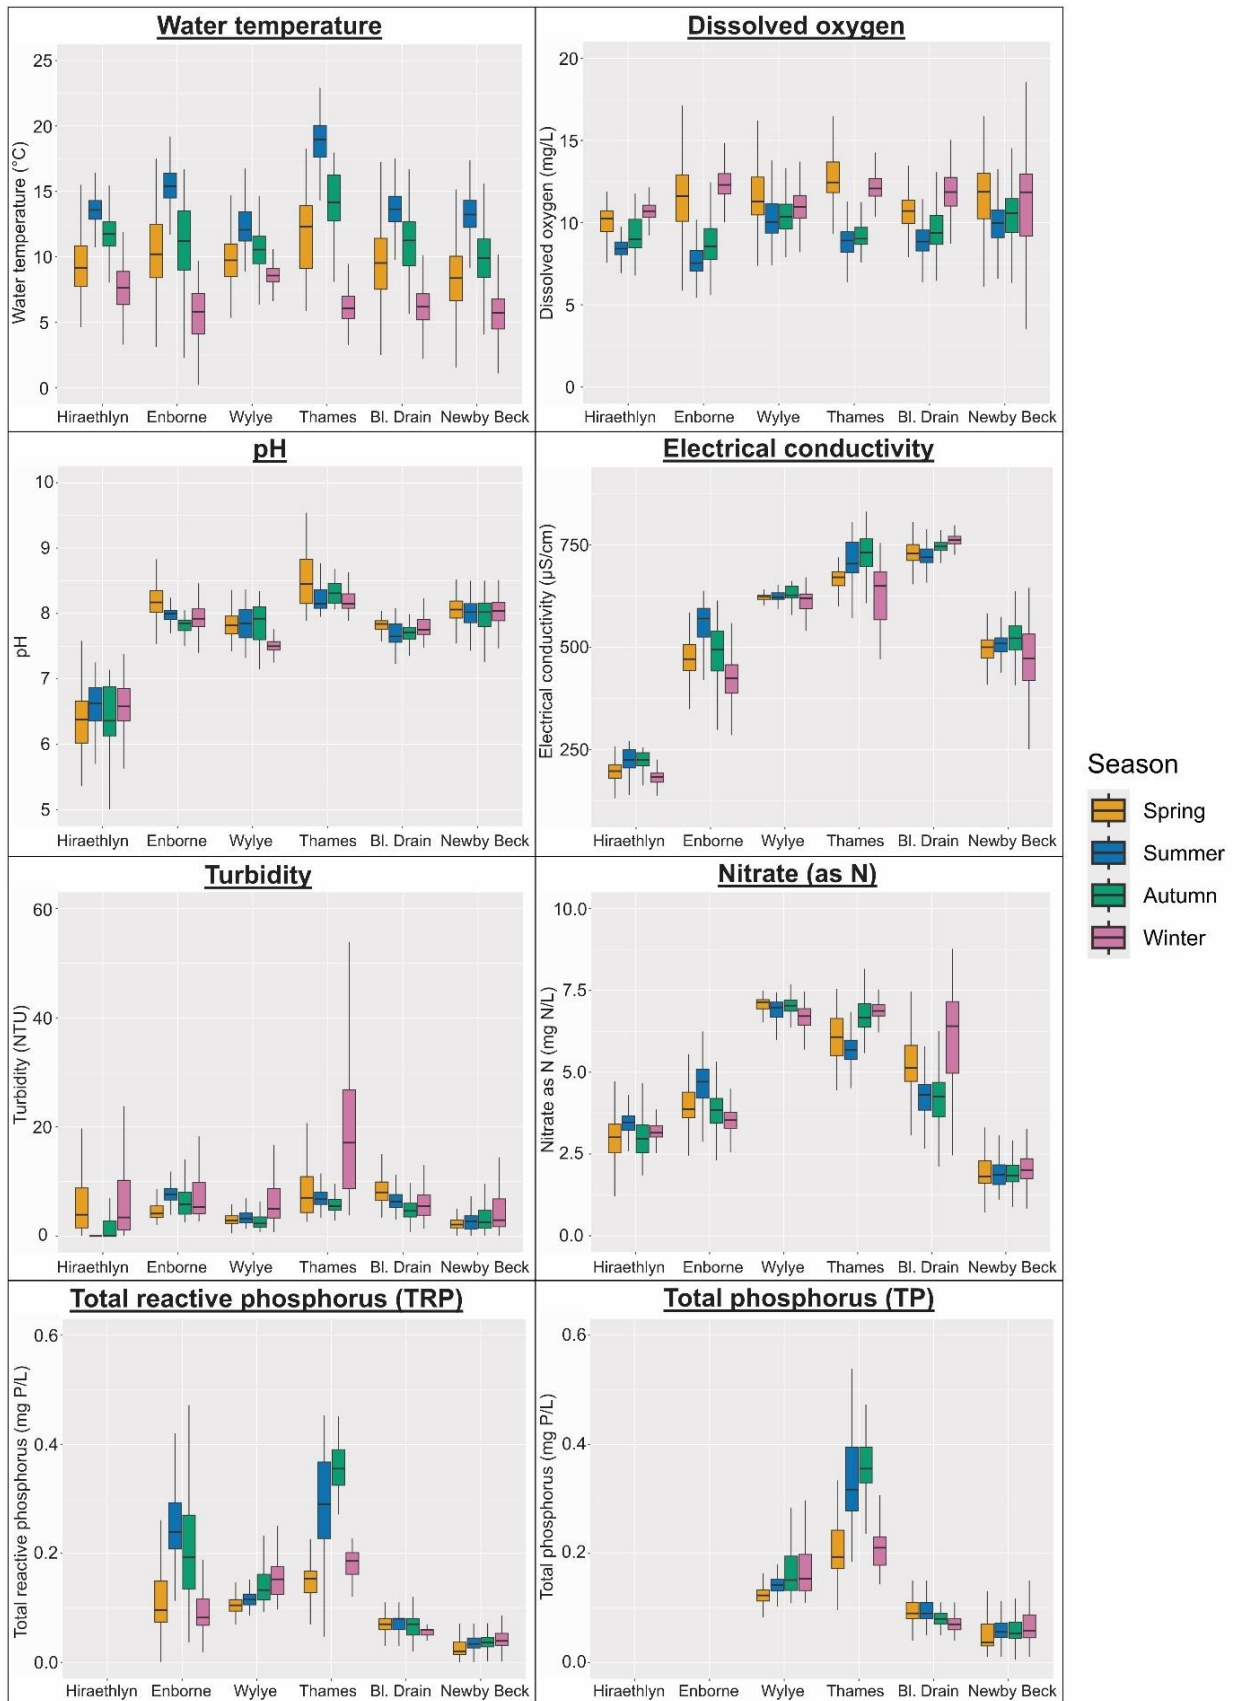 Water temperature
Water temperature (°C)
25
20
15
10
5
0
Hiraethlyn Enborne Wylye Thames Bl. Drain Newby Beck
Dissolved oxygen
Dissolved oxygen (mg/L)
20
15
10
5
0
Hiraethlyn Enborne Wylye Thames Bl. Drain Newby Beck
pH
pH
10
9
8
7
6
5
Hiraethlyn Enborne Wylye Thames Bl. Drain Newby Beck
Electrical conductivity
Electrical conductivity (µS/cm)
750
500
250
Hiraethlyn Enborne Wylye Thames Bl. Drain Newby Beck
Season
Spring
Summer
Autumn
Winter
Turbidity
Turbidity (NTU)
60
40
20
0
Hiraethlyn Enborne Wylye Thames Bl. Drain Newby Beck
Nitrate (as N)
Nitrate as N (mg N/L)
10.0
7.5
5.0
2.5
0.0
Hiraethlyn Enborne Wylye Thames Bl. Drain Newby Beck
Total reactive phosphorus (TRP)
Total reactive phosphorus (mg P/L)
0.6
0.4
0.2
0.0
Hiraethlyn Enborne Wylye Thames Bl. Drain Newby Beck
Total phosphorus (TP)
Total phosphorus (mg P/L)
0.6
0.4
0.2
0.0
Hiraethlyn Enborne Wylye Thames Bl. Drain Newby Beck